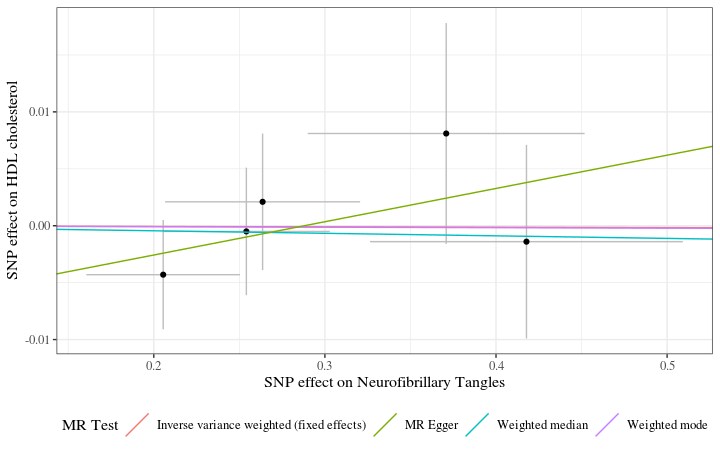 SNP effect on HDL cholesterol
0.01
0.00
-0.01
0.2 0.3 0.4 0.5
SNP effect on Neurofibrillary Tangles
MR Test Inverse variance weighted (fixed effects) MR Egger Weighted median Weighted mode